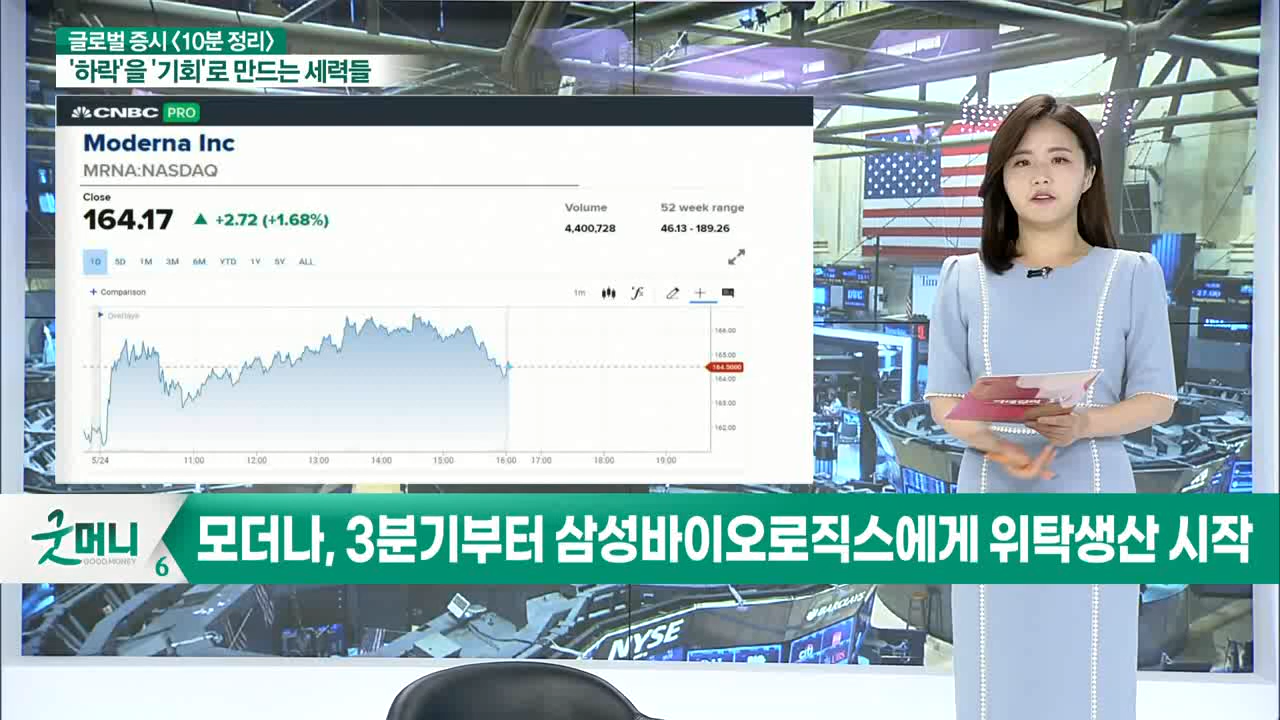 글로벌 증시 <10분 정리>
'하락'을 '기회'로 만드는 세력들
CNBC PRO
Moderna Inc
MRNA:NASDAQ
Close
164.17 ▲ +2.72 (+1.68%)
Volume
4,400,728
52 week range
46.13 - 189.26
1D 5D 1M 3M 6M YTD 1Y 5Y ALL
+ Comparison
1m
Overlays
166.00
165.00
164.5000
164.00
163.00
162.00
5/24 11:00 12:00 13:00 14:00 15:00 16:00 17:00 18:00 19:00
굿머니
GOOD MONEY
6
모더나, 3분기부터 삼성바이오로직스에게 위탁생산 시작
BARCLAYS
NYSE
citi
UBS